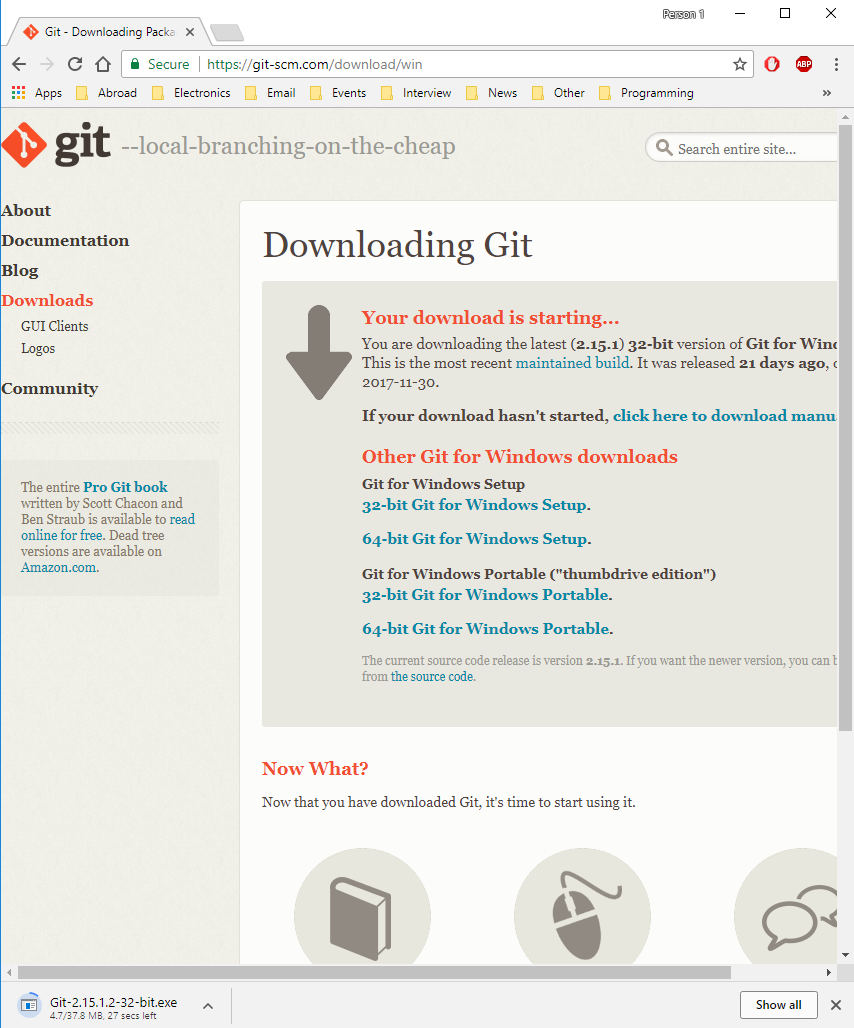 Person 1
Git - Downloading Packa
Secure https://git-scm.com/download/win
ABP
Apps Abroad Electronics Email Events Interview News Other Programming »
git --local-branching-on-the-cheap
Search entire site...
About
Documentation
Blog
Downloads
GUI Clients
Logos
Community
The entire Pro Git book
written by Scott Chacon and
Ben Straub is available to read
online for free. Dead tree
versions are available on
Amazon.com.
Downloading Git
Your download is starting...
You are downloading the latest (2.15.1) 32-bit version of Git for Wind
This is the most recent maintained build. It was released 21 days ago, o
2017-11-30.
If your download hasn't started, click here to download manu
Other Git for Windows downloads
Git for Windows Setup
32-bit Git for Windows Setup.
64-bit Git for Windows Setup.
Git for Windows Portable ("thumbdrive edition")
32-bit Git for Windows Portable.
64-bit Git for Windows Portable.
The current source code release is version 2.15.1. If you want the newer version, you can b
from the source code.
Now What?
Now that you have downloaded Git, it's time to start using it.
Git-2.15.1.2-32-bit.exe
4.7/37.8 MB, 27 secs left
Show all